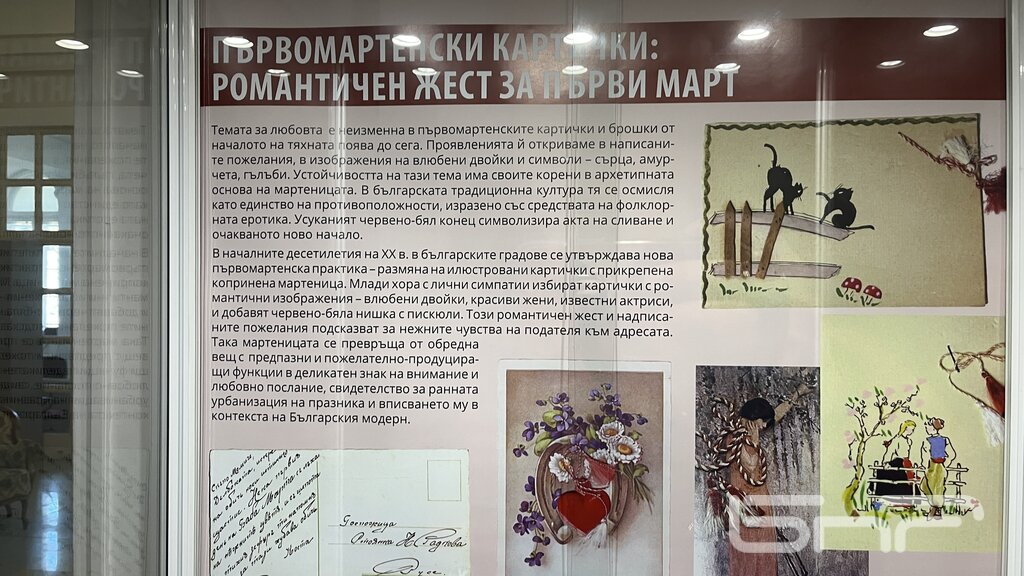 ПЪРВОМАРТЕНСКИ КАРТИЧКИ:
РОМАНТИЧЕН ЖЕСТ ЗА ПЪРВИ МАРТ
Темата за любовта е неизменна в първомартенските картички и брошки от
началото на тяхната поява до сега. Проявленията й откриваме в написани-
те пожелания, в изображения на влюбени двойки и символи – сърца, амур-
чета, гълъби. Устойчивостта на тази тема има своите корени в архетипната
основа на мартеницата. В българската традиционна култура тя се осмисля
като единство на противоположности, изразено със средствата на фолклор-
ната еротика. Усуканият червено-бял конец символизира акта на сливане и
очакваното ново начало.
В началните десетилетия на XX в. в българските градове се утвърждава нова
първомартенска практика – размяна на илюстровани картички с прикрепена
копринена мартеница. Млади хора с лични симпатии избират картички с ро-
мантични изображения – влюбени двойки, красиви жени, известни актриси,
и добавят червено-бяла нишка с пискюли. Този романтичен жест и надписа-
ните пожелания подсказват за нежните чувства на подателя към адресата.
Така мартеницата се превръща от обредна
вещ с предпазни и пожелателно-продуцира-
щи функции в деликатен знак на внимание и
любовно послание, свидетелство за ранната
урбанизация на празника и вписването му в
контекста на Българския модерн.
Госпожица
Русе
БНР